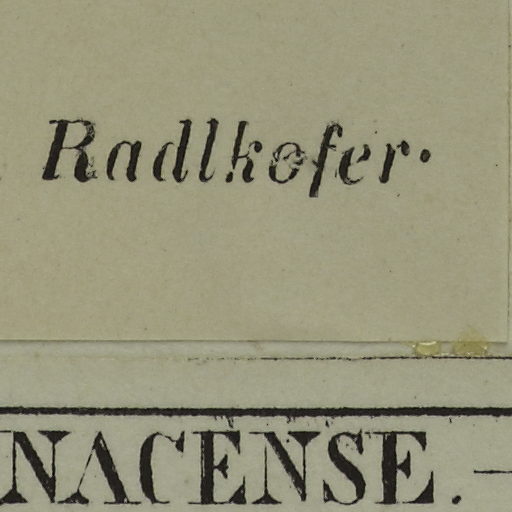 Radlkofer.
NACENSE. —